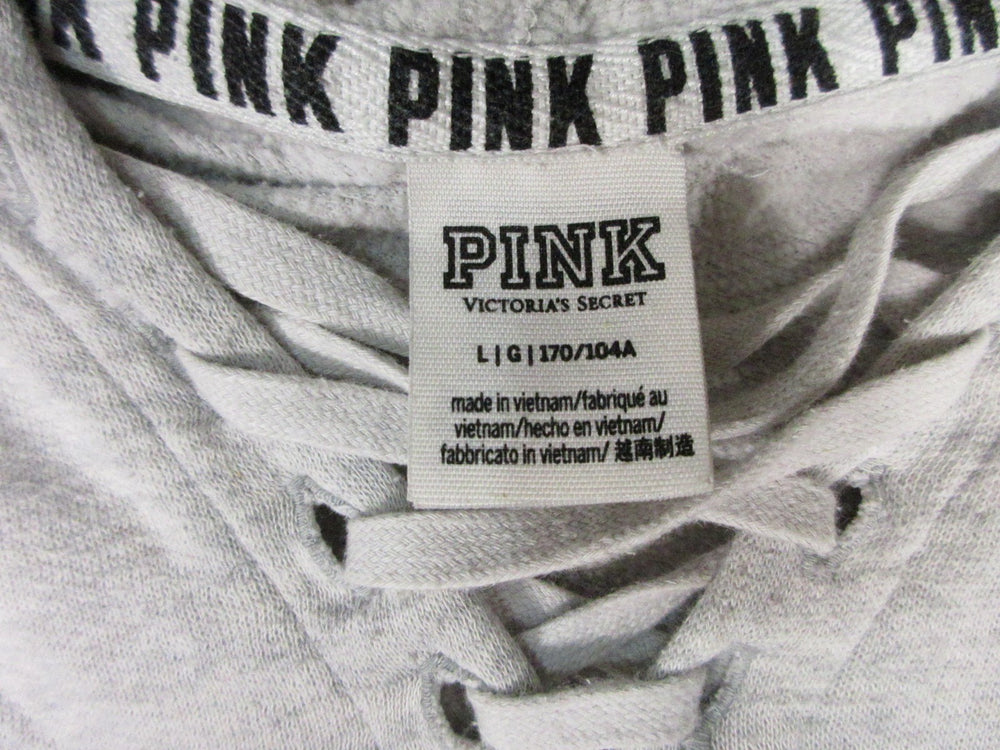 PINK PINK PINK PINK PIN
PINK
VICTORIA'S SECRET
L | G | 170/104A
made in vietnam/fabriqué au
vietnam/hecho en vietnam/
fabbricato in vietnam/ 越南制造